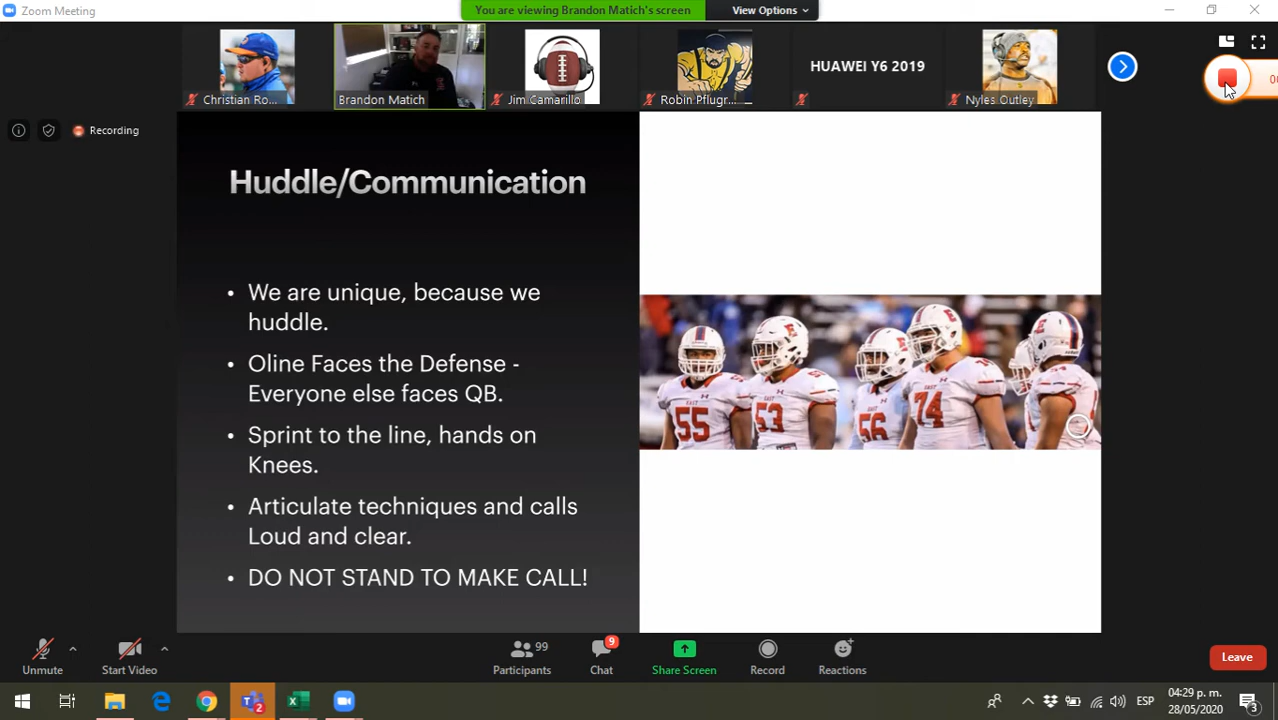 Zoom Meeting
You are viewing Brandon Matich's screen
View Options
Christian Ro...
Brandon Matich
Jim Camarillo
Robin Pflugr...
HUAWEI Y6 2019
Nyles Outley
Recording
Huddle/Communication
• We are unique, because we
huddle.
• Oline Faces the Defense -
Everyone else faces QB.
• Sprint to the line, hands on
Knees.
• Articulate techniques and calls
Loud and clear.
• DO NOT STAND TO MAKE CALL!
E
EAST
55
53
56
74
Unmute
Start Video
99
Participants
9
Chat
Share Screen
Record
Reactions
Leave
2
ESP
04:29 p. m.
28/05/2020
3